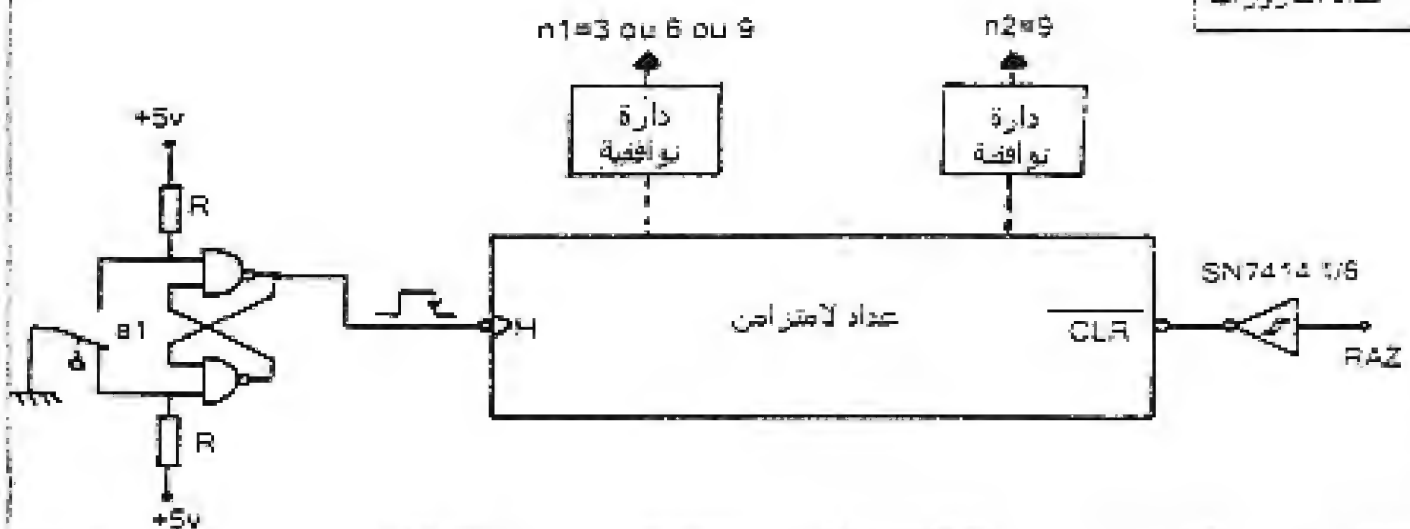 n1=3 ou 6 ou 9
n2=9
دارة
توافقية
دارة
توافقية
+5v
R
a1
H
عداد لامتزامن
CLR
SN7414 1/6
RAZ
R
+5v